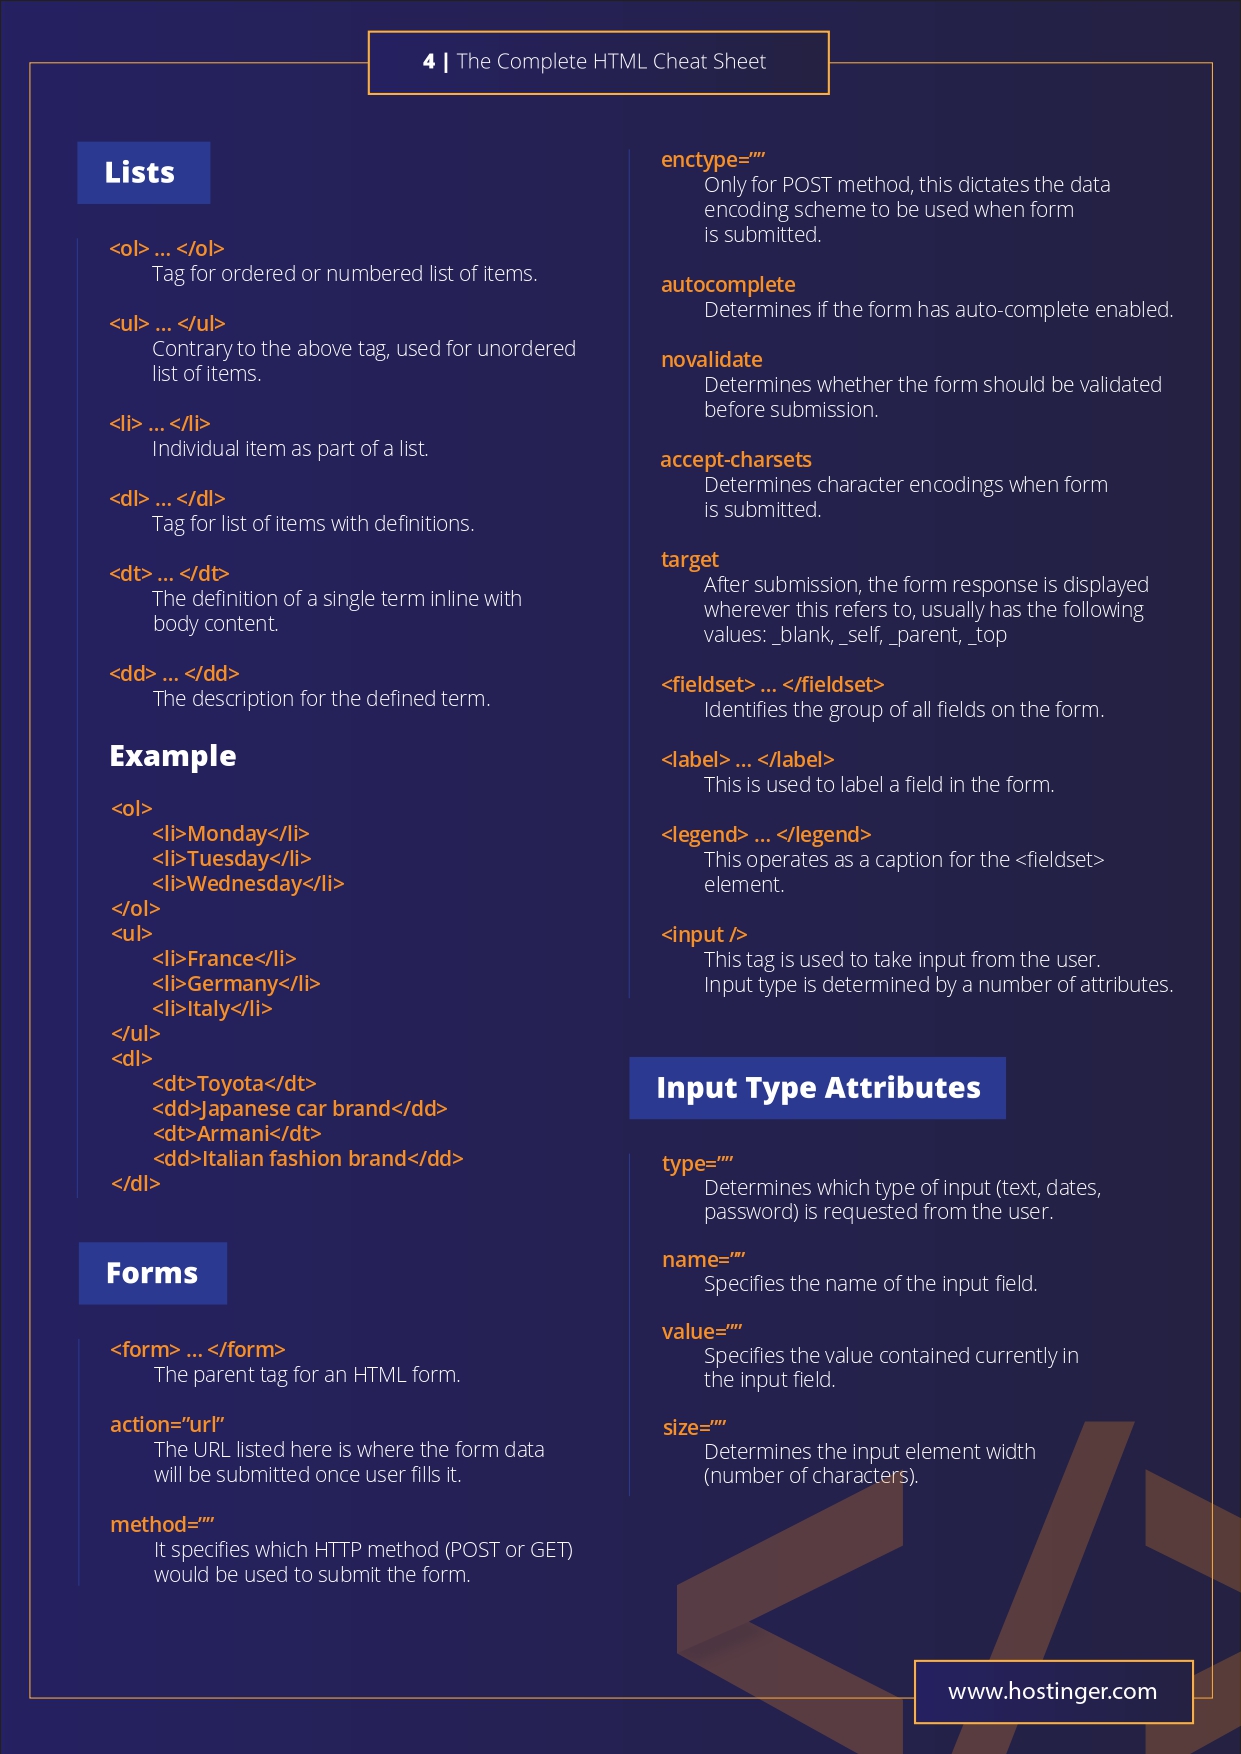 4 | The Complete HTML Cheat Sheet
Lists
<ol> ... </ol>
Tag for ordered or numbered list of items.
<ul> ... </ul>
Contrary to the above tag, used for unordered
list of items.
<li> ... </li>
Individual item as part of a list.
<dl> ... </dl>
Tag for list of items with definitions.
<dt> ... </dt>
The definition of a single term inline with
body content.
<dd> ... </dd>
The description for the defined term.
Example
<ol>
<li>Monday</li>
<li>Tuesday</li>
<li>Wednesday</li>
</ol>
<ul>
<li>France</li>
<li>Germany</li>
<li>Italy</li>
</ul>
<dl>
<dt>Toyota</dt>
<dd>Japanese car brand</dd>
<dt>Armani</dt>
<dd>Italian fashion brand</dd>
</dl>
Forms
<form> ... </form>
The parent tag for an HTML form.
action=”url”
The URL listed here is where the form data
will be submitted once user fills it.
method=””
It specifies which HTTP method (POST or GET)
would be used to submit the form.
enctype=””
Only for POST method, this dictates the data
encoding scheme to be used when form
is submitted.
autocomplete
Determines if the form has auto-complete enabled.
novalidate
Determines whether the form should be validated
before submission.
accept-charsets
Determines character encodings when form
is submitted.
target
After submission, the form response is displayed
wherever this refers to, usually has the following
values: _blank, _self, _parent, _top
<fieldset> ... </fieldset>
Identifies the group of all fields on the form.
<label> ... </label>
This is used to label a field in the form.
<legend> ... </legend>
This operates as a caption for the <fieldset>
element.
<input />
This tag is used to take input from the user.
Input type is determined by a number of attributes.
Input Type Attributes
type=””
Determines which type of input (text, dates,
password) is requested from the user.
name=””
Specifies the name of the input field.
value=””
Specifies the value contained currently in
the input field.
size=””
Determines the input element width
(number of characters).
www.hostinger.com